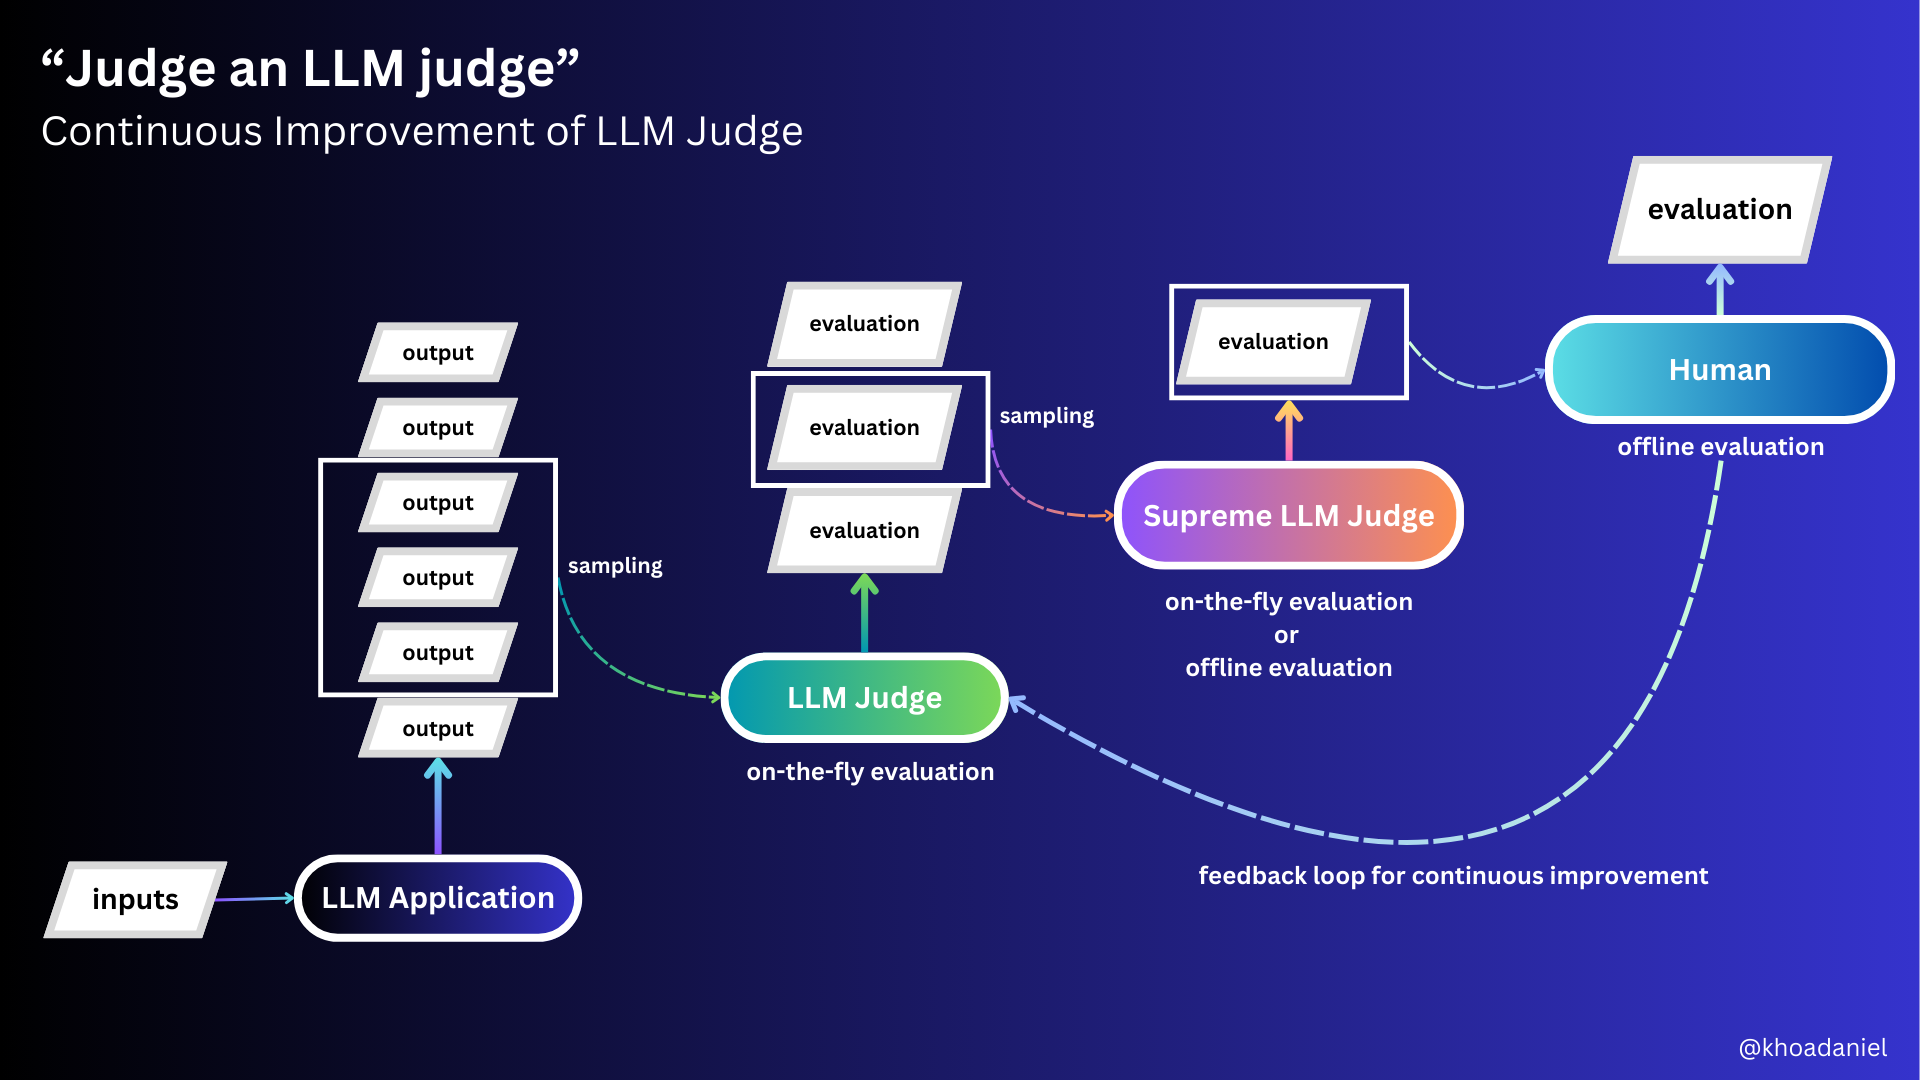 “Judge an LLM judge”
Continuous Improvement of LLM Judge
inputs
LLM Application
output
output
output
output
output
output
sampling
LLM Judge
on-the-fly evaluation
evaluation
evaluation
evaluation
sampling
Supreme LLM Judge
on-the-fly evaluation
or
offline evaluation
evaluation
Human
offline evaluation
evaluation
feedback loop for continuous improvement
@khoadaniel